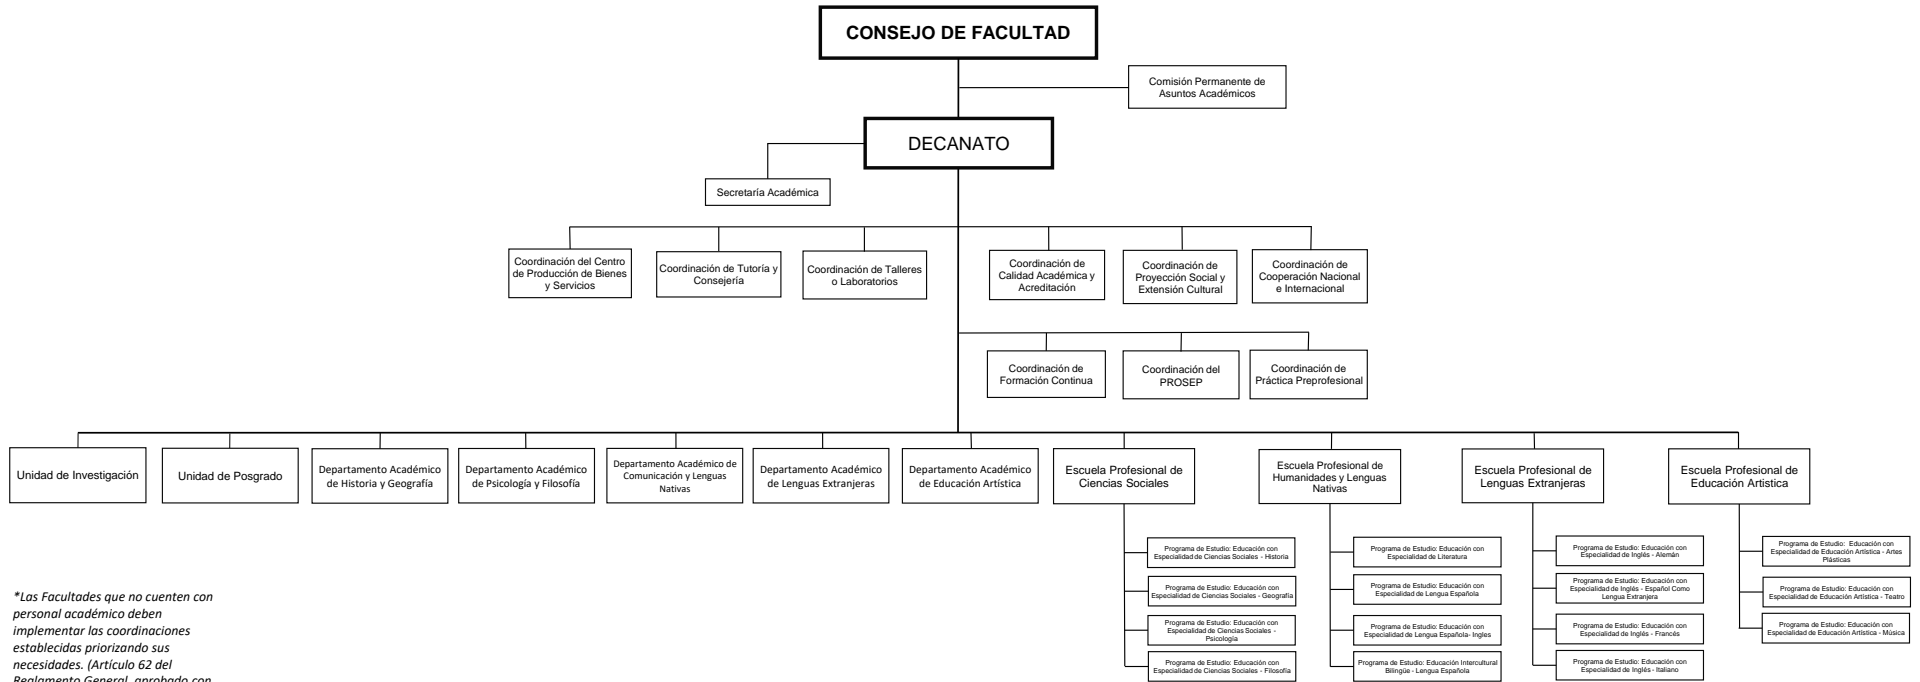 CONSEJO DE FACULTAD
Comisión Permanente de
Asuntos Académicos
DECANATO
Secretaría Académica
Coordinación del Centro
de Producción de Bienes
y Servicios
Coordinación de Tutoría y
Consejería
Coordinación de Talleres
o Laboratorios
Coordinación de
Calidad Académica y
Acreditación
Coordinación de
Proyección Social y
Extensión Cultural
Coordinación de
Cooperación Nacional
e Internacional
Coordinación de
Formación Continua
Coordinación del
PROSEP
Coordinación de
Práctica Preprofesional
Unidad de Investigación
Unidad de Posgrado
Departamento Académico
de Historia y Geografía
Departamento Académico
de Psicología y Filosofía
Departamento Académico de
Comunicación y Lenguas
Nativas
Departamento Académico
de Lenguas Extranjeras
Departamento Académico
de Educación Artística
Escuela Profesional de
Ciencias Sociales
Escuela Profesional de
Humanidades y Lenguas
Nativas
Escuela Profesional de
Lenguas Extranjeras
Escuela Profesional de
Educación Artistica
Programa de Estudio: Educación con
Especialidad de Ciencias Sociales - Historia
Programa de Estudio: Educación con
Especialidad de Ciencias Sociales - Geografía
Programa de Estudio: Educación con
Especialidad de Ciencias Sociales -
Psicología
Programa de Estudio: Educación con
Especialidad de Ciencias Sociales - Filosofía
Programa de Estudio: Educación con
Especialidad de Literatura
Programa de Estudio: Educación con
Especialidad de Lengua Española
Programa de Estudio: Educación con
Especialidad de Lengua Española- Ingles
Programa de Estudio: Educación Intercultural
Bilingüe - Lengua Española
Programa de Estudio: Educación con
Especialidad de Inglés - Alemán
Programa de Estudio: Educación con
Especialidad de Inglés - Español Como
Lengua Extranjera
Programa de Estudio: Educación con
Especialidad de Inglés - Francés
Programa de Estudio: Educación con
Especialidad de Inglés - Italiano
Programa de Estudio: Educación con
Especialidad de Educación Artística - Artes
Plásticas
Programa de Estudio: Educación con
Especialidad de Educación Artística - Teatro
Programa de Estudio: Educación con
Especialidad de Educación Artística - Música
*Las Facultades que no cuenten con
personal académico deben
implementar las coordinaciones
establecidas priorizando sus
necesidades. (Artículo 62 del
Reglamento General, aprobado con